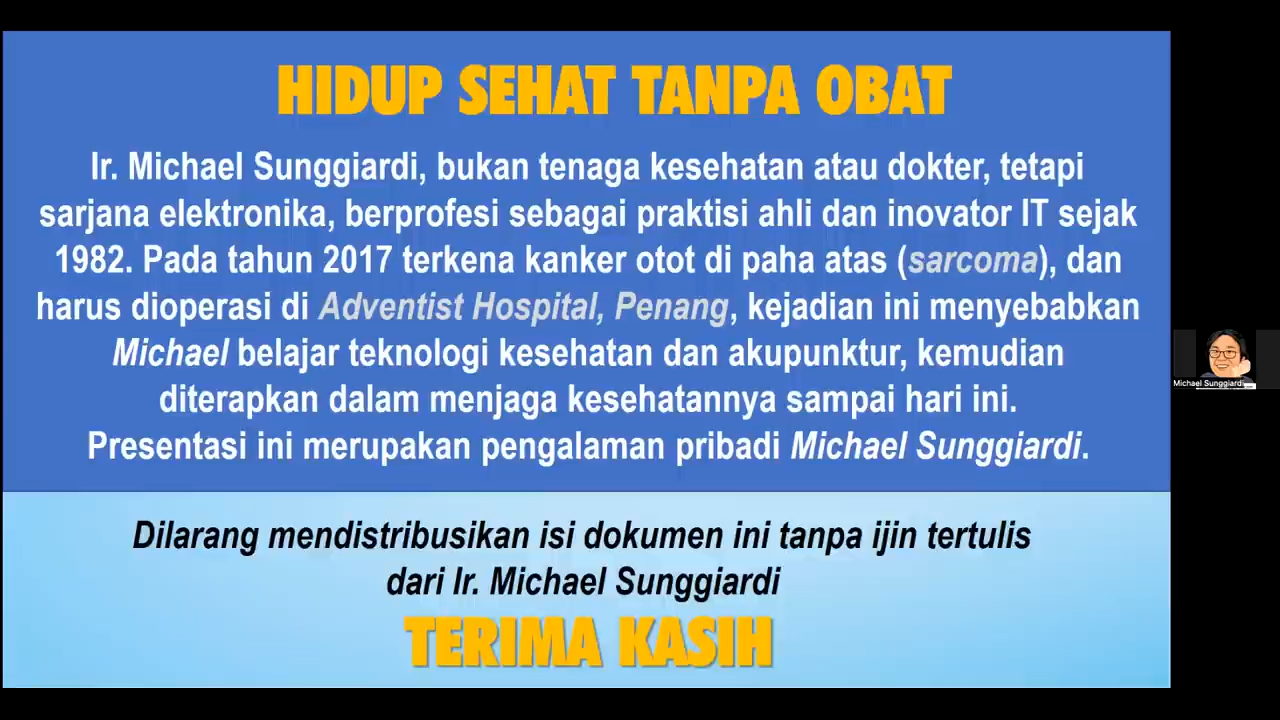 HIDUP SEHAT TANPA OBAT
Ir. Michael Sunggiardi, bukan tenaga kesehatan atau dokter, tetapi
sarjana elektronika, berprofesi sebagai praktisi ahli dan inovator IT sejak
1982. Pada tahun 2017 terkena kanker otot di paha atas (sarcoma), dan
harus dioperasi di Adventist Hospital, Penang, kejadian ini menyebabkan
Michael belajar teknologi kesehatan dan akupunktur, kemudian
diterapkan dalam menjaga kesehatannya sampai hari ini.
Presentasi ini merupakan pengalaman pribadi Michael Sunggiardi.
Dilarang mendistribusikan isi dokumen ini tanpa ijin tertulis
dari Ir. Michael Sunggiardi
TERIMA KASIH
Michael Sunggiardi